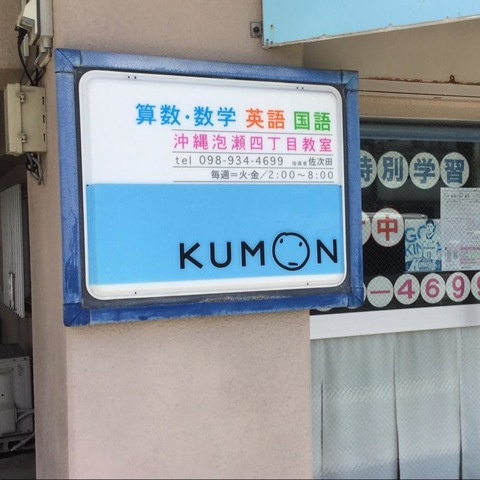 算数・数学 英語 国語
沖縄泡瀬四丁目教室
tel 098-934-4699 指導者 佐次田
毎週=火・金/2:00〜8:00
KUMON
特別学習
中
-4699